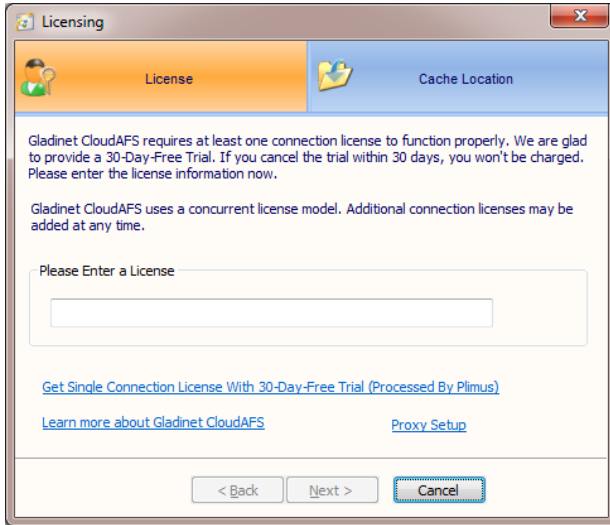 Licensing
License
Cache Location
Gladinet CloudAFS requires at least one connection license to function properly. We are glad
to provide a 30-Day-Free Trial. If you cancel the trial within 30 days, you won't be charged.
Please enter the license information now.
Gladinet CloudAFS uses a concurrent license model. Additional connection licenses may be
added at any time.
Please Enter a License
Get Single Connection License With 30-Day-Free Trial (Processed By Plimus)
Learn more about Gladinet CloudAFS
Proxy Setup
< Back
Next >
Cancel